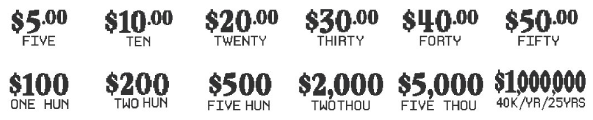 $5.00 $10.00 $20.00 $30.00 $40.00 $50.00
FIVE TEN TWENTY THIRTY FORTY FIFTY
$100 $200 $500 $2,000 $5,000 $1,000,000
ONE HUN TWO HUN FIVE HUN TWOTHOU FIVE THOU 40K/YR/25YRS